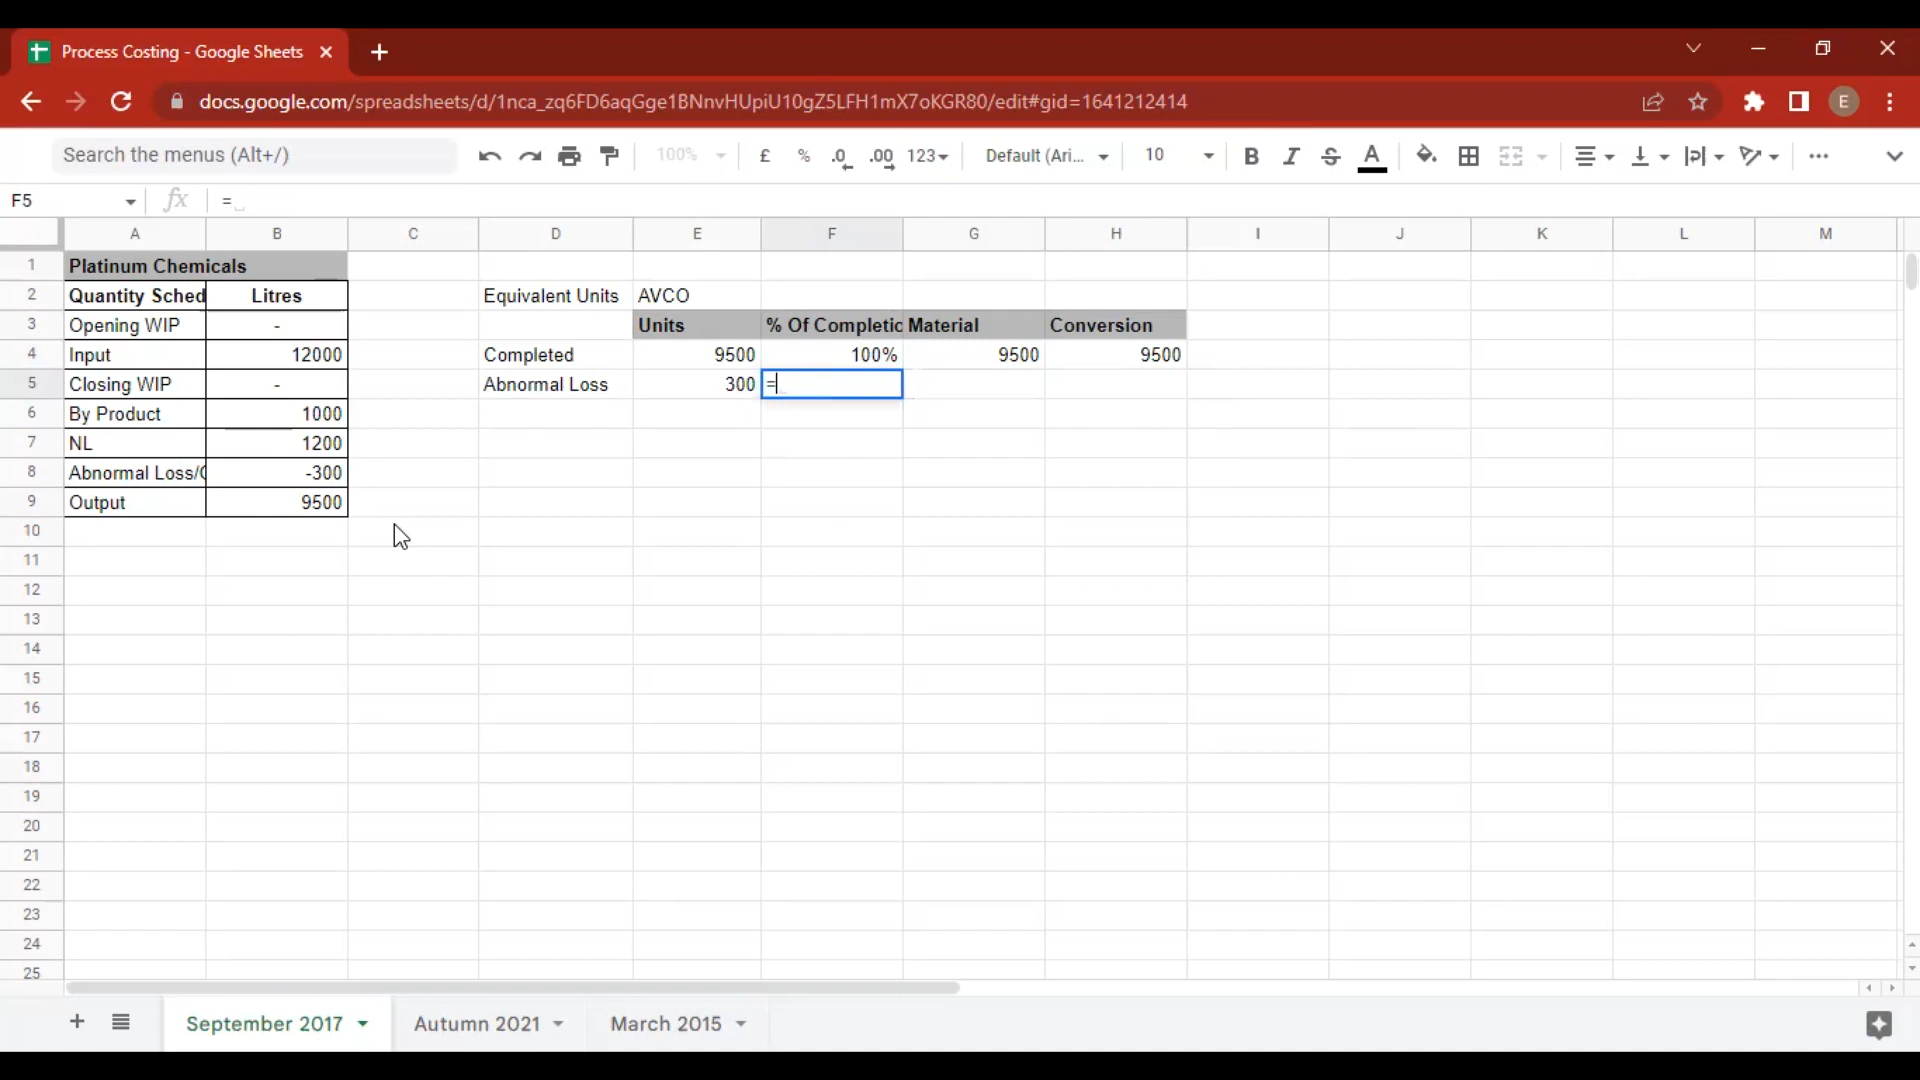 Process Costing - Google Sheets
docs.google.com/spreadsheets/d/1nca_zq6FD6aqGge1BNnvHUpiU10gZ5LFH1mX7oKGR80/edit#gid=1641212414
E
Search the menus (Alt+/)
100% £ % .0 .00 123 Default (Ari... 10 B I S A
F5 fx =
A B C D E F G H I J K L M
1 Platinum Chemicals
2 Quantity Sched Litres Equivalent Units AVCO
3 Opening WIP - Units % Of Completic Material Conversion
4 Input 12000 Completed 9500 100% 9500 9500
5 Closing WIP - Abnormal Loss 300 =
6 By Product 1000
7 NL 1200
8 Abnormal Loss/ -300
9 Output 9500
10
11
12
13
14
15
16
17
18
19
20
21
22
23
24
25
September 2017 Autumn 2021 March 2015